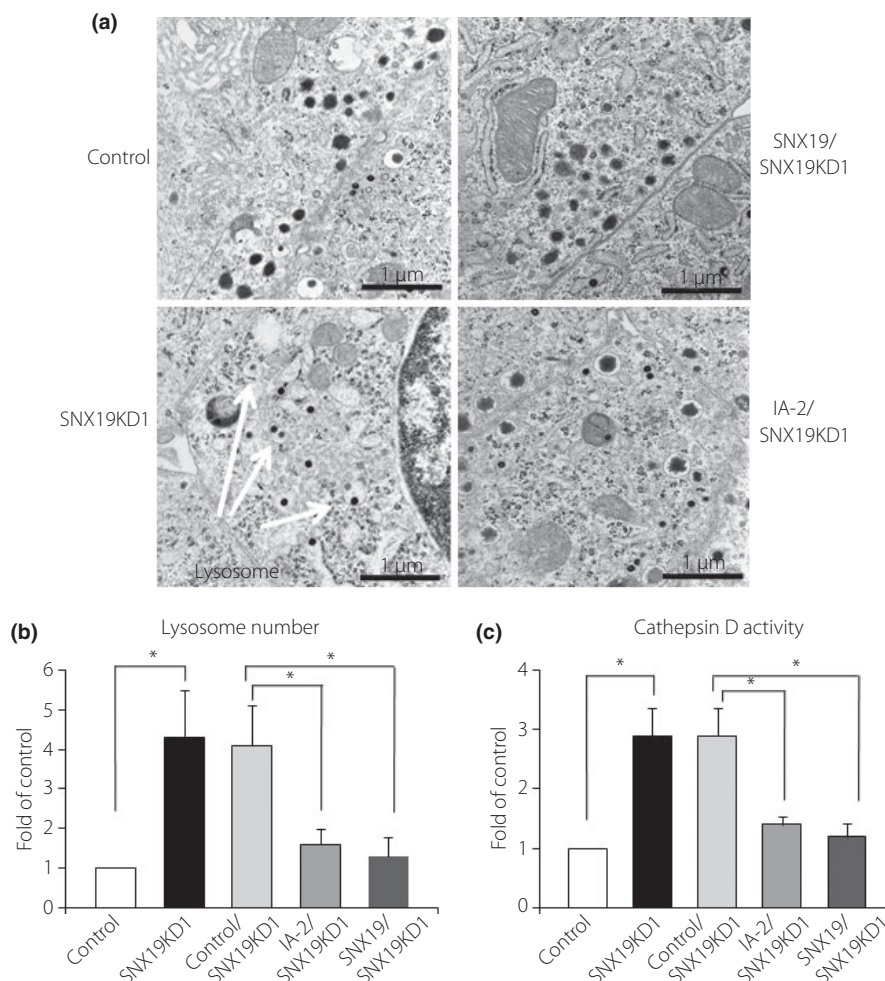 (a)
Control
1 µm
1 µm
SNX19/
SNX19KD1
SNX19KD1
Lysosome
1 µm
1 µm
IA-2/
SNX19KD1
(b)
Lysosome number
Fold of control
6
5
4
3
2
1
0
*
*
*
Control
SNX19KD1
Control/
SNX19KD1
IA-2/
SNX19KD1
SNX19/
SNX19KD1
(c)
Cathepsin D activity
Fold of control
4
3
2
1
0
*
*
*
Control
SNX19KD1
Control/
SNX19KD1
IA-2/
SNX19KD1
SNX19/
SNX19KD1